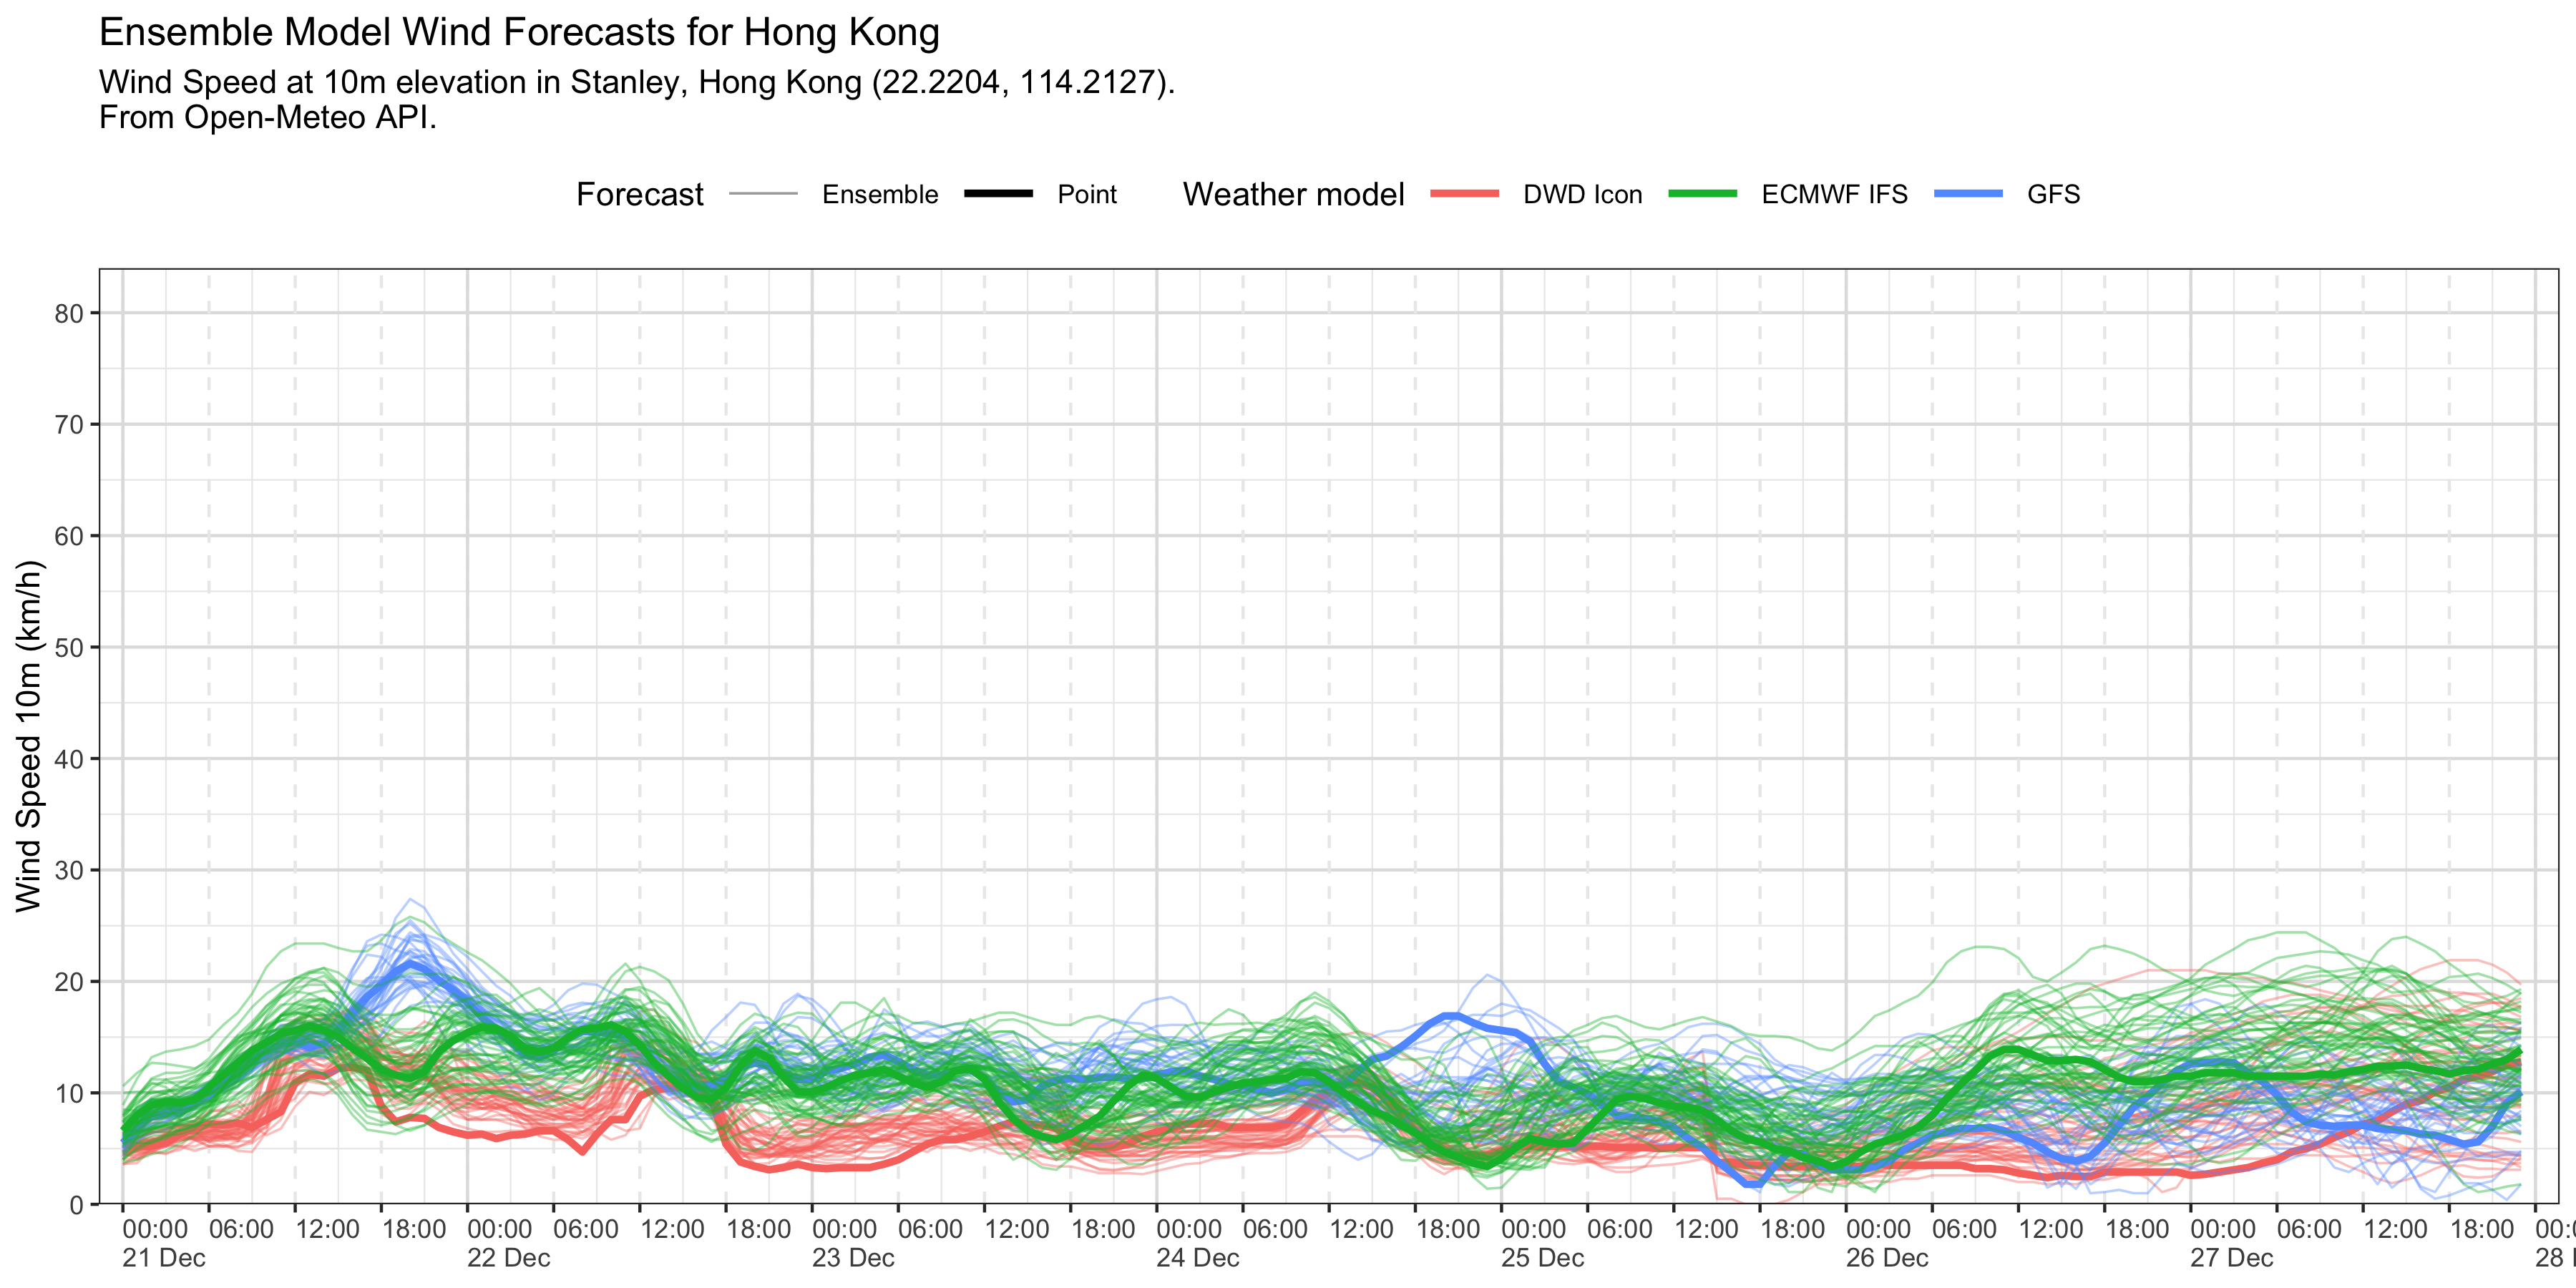 Ensemble Model Wind Forecasts for Hong Kong
Wind Speed at 10m elevation in Stanley, Hong Kong (22.2204, 114.2127).
From Open-Meteo API.
Forecast Ensemble Point Weather model DWD Icon ECMWF IFS GFS
Wind Speed 10m (km/h)
80
70
60
50
40
30
20
10
0
00:00 06:00 12:00 18:00 00:00 06:00 12:00 18:00 00:00 06:00 12:00 18:00 00:00 06:00 12:00 18:00 00:00 06:00 12:00 18:00 00:00 06:00 12:00 18:00 00:00 06:00 12:00 18:00 00:0
21 Dec 22 Dec 23 Dec 24 Dec 25 Dec 26 Dec 27 Dec 28